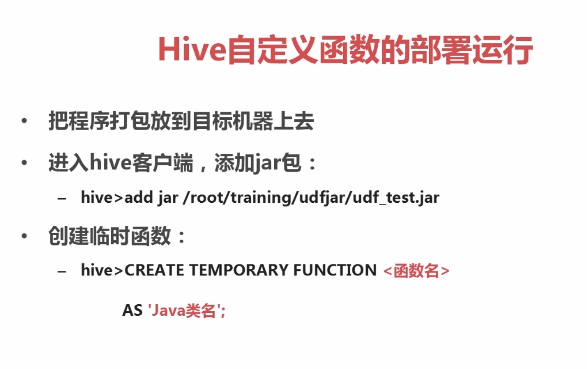 Hive自定义函数的部署运行
• 把程序打包放到目标机器上去
• 进入hive客户端，添加jar包：
– hive>add jar /root/training/udfjar/udf_test.jar
• 创建临时函数：
– hive>CREATE TEMPORARY FUNCTION <函数名>
AS 'Java类名';